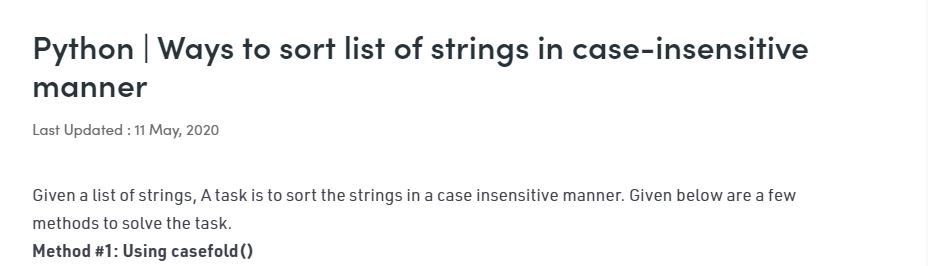 Python | Ways to sort list of strings in case-insensitive
manner
Last Updated : 11 May, 2020
Given a list of strings, A task is to sort the strings in a case insensitive manner. Given below are a few
methods to solve the task.
Method #1: Using casefold()